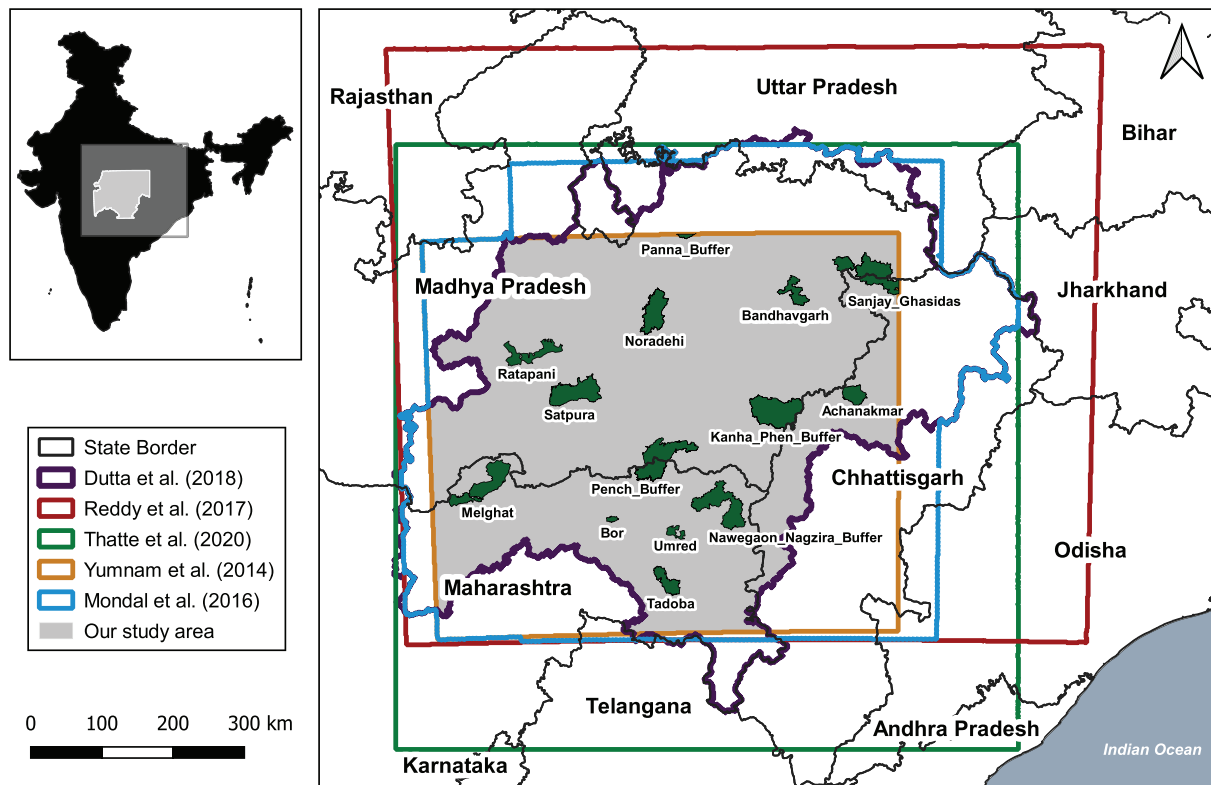 Rajasthan
Uttar Pradesh
Bihar
Panna_Buffer
Madhya Pradesh
Sanjay_Ghasidas
Jharkhand
Bandhavgarh
Noradehi
Ratapani
Satpura
Achanakmar
Kanha_Phen_Buffer
Chhattisgarh
Pench_Buffer
Melghat
Bor
Umred
Nawegaon_Nagzira_Buffer
Odisha
Maharashtra
Tadoba
Telangana
Andhra Pradesh
Indian Ocean
Karnataka
State Border
Dutta et al. (2018)
Reddy et al. (2017)
Thatte et al. (2020)
Yumnam et al. (2014)
Mondal et al. (2016)
Our study area
0 100 200 300 km